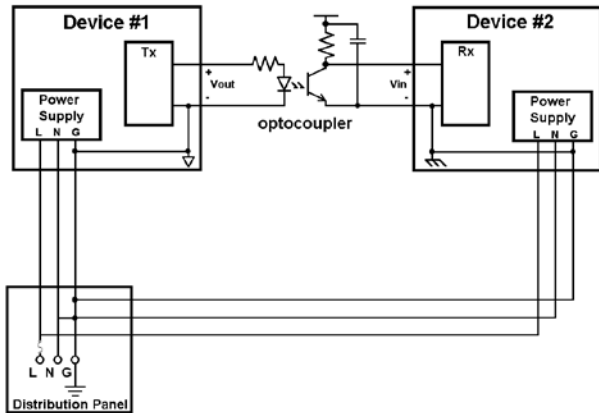 Device #1
Tx
+
Vout
-
Power
Supply
L N G
optocoupler
Device #2
+
Vin
-
Rx
Power
Supply
L N G
L N G
Distribution Panel